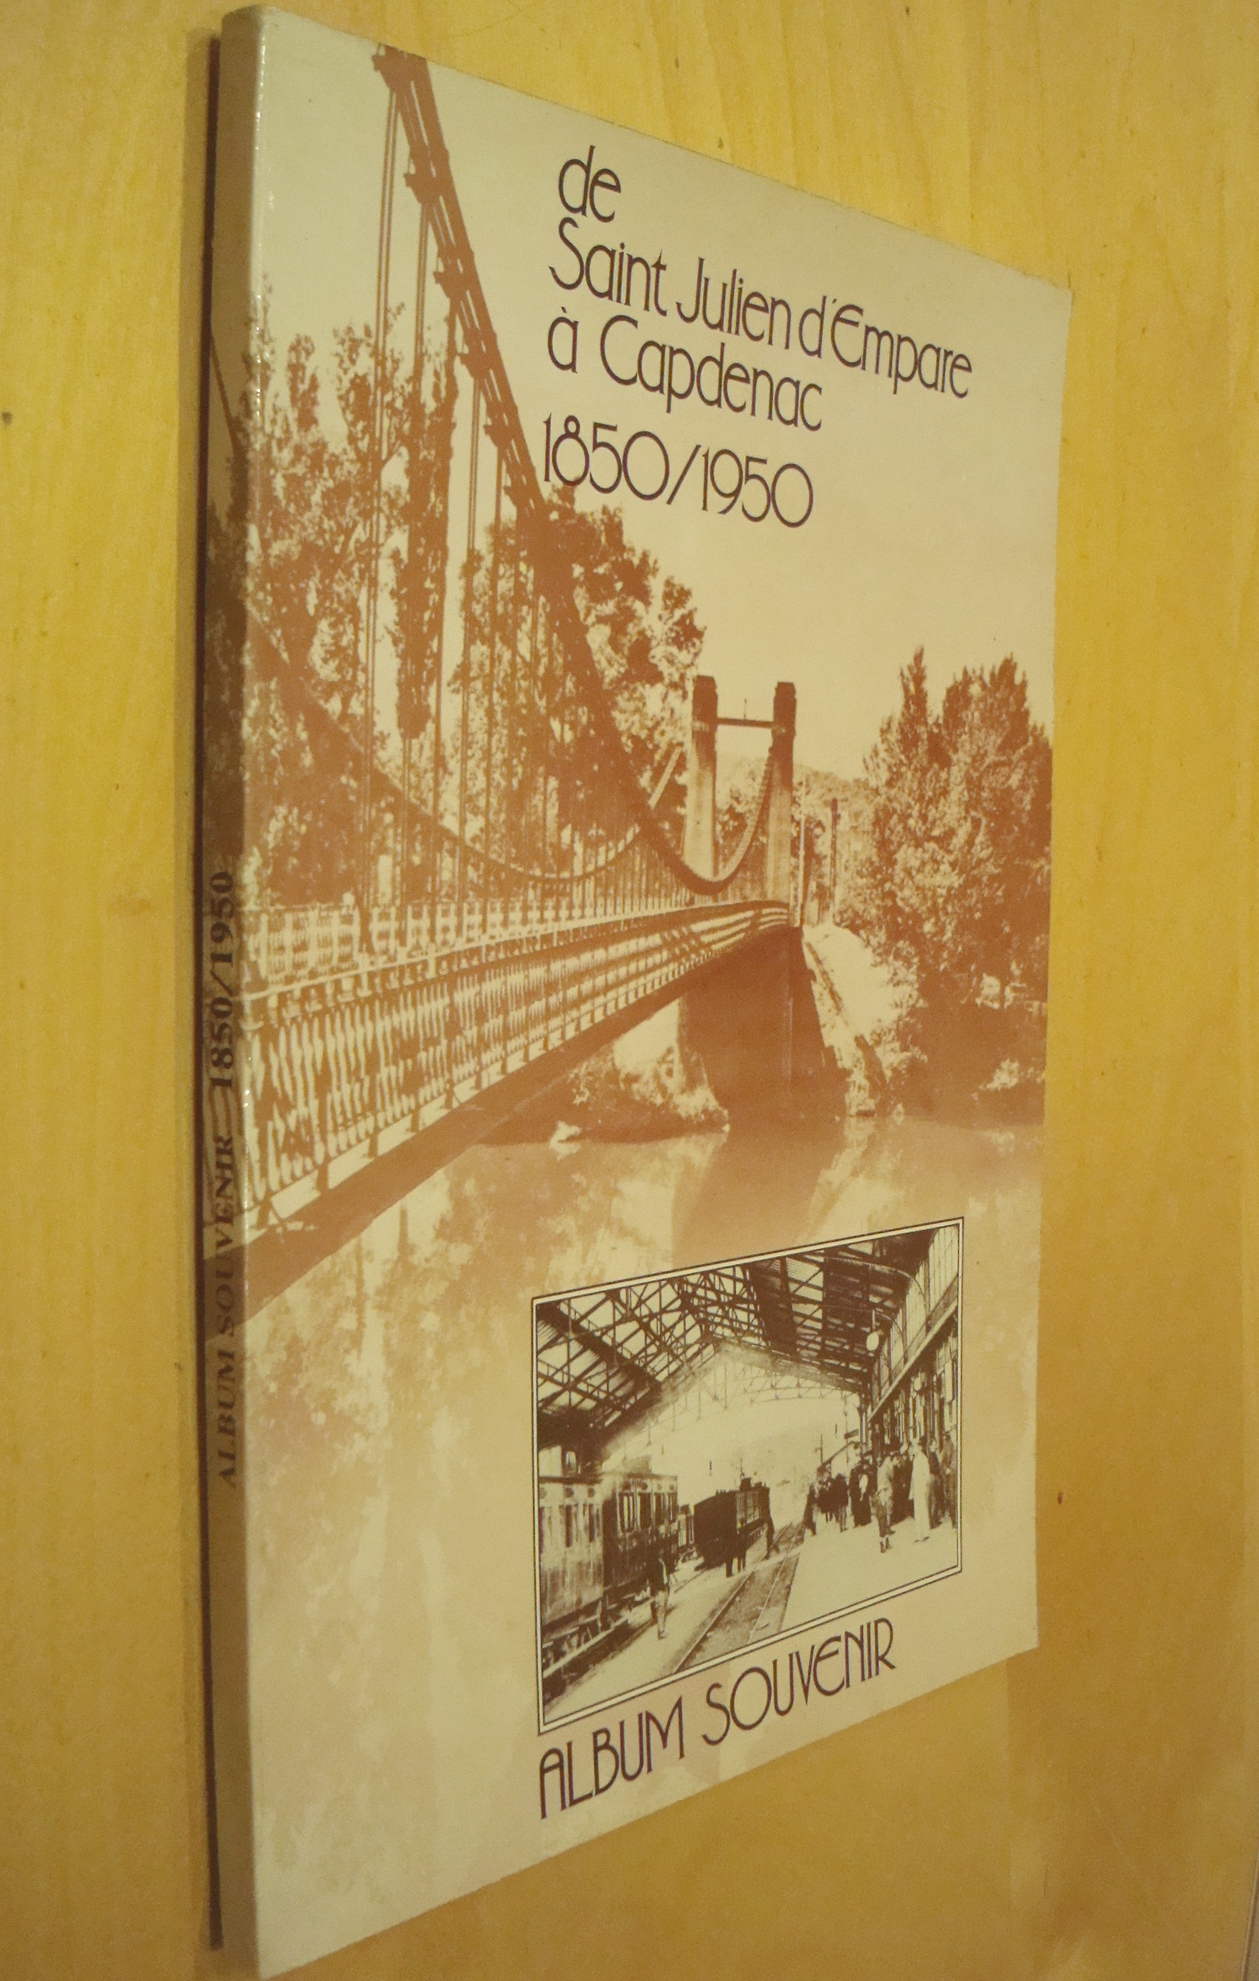 de
Saint Julien d'Empare
à Capdenac
1850/1950
ALBUM SOUVENIR
ALBUM SOUVENIR 1850/1950